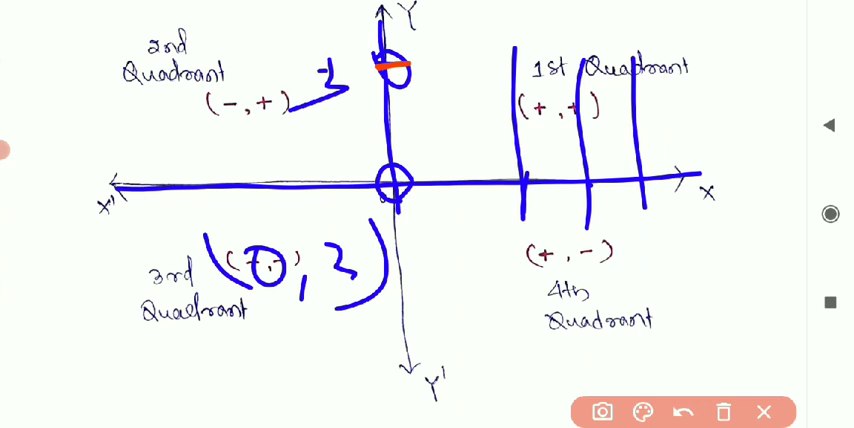 Y
2nd
Quadrant
(-, +)
3
1st Quadrant
(+, +)
X'
X
(0, 3)
3rd
Quadrant
(+, -)
4th
Quadrant
Y'